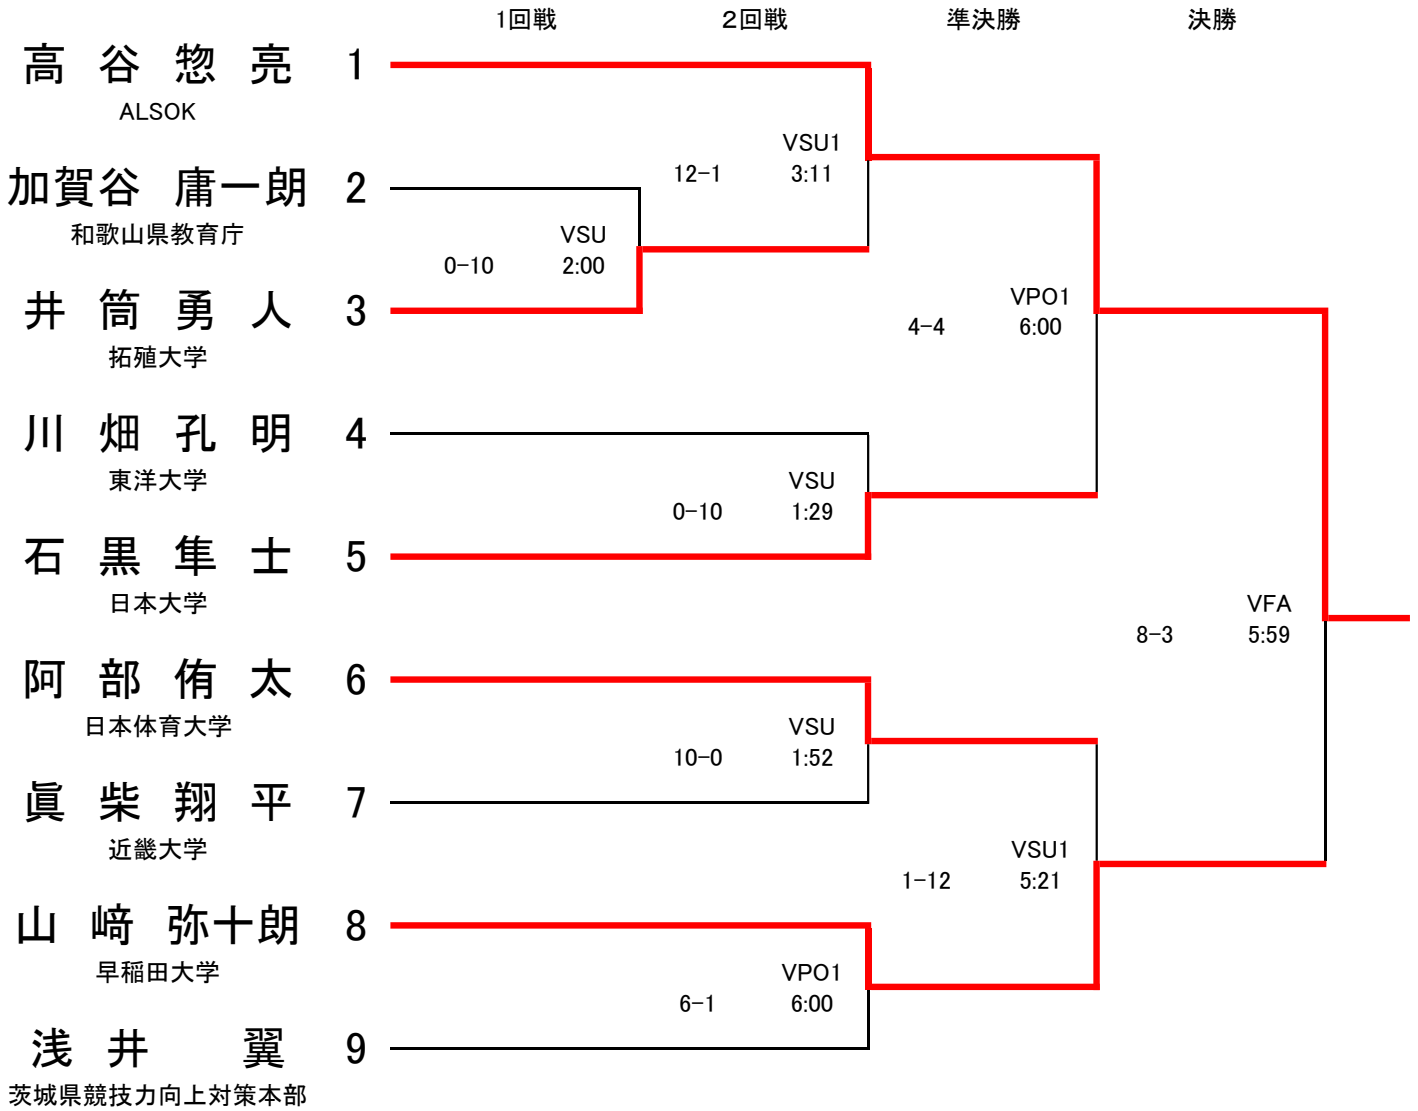 1回戦 2回戦 準決勝 決勝
高谷惣亮 1
ALSOK
VSU1
12-1 3:11
加賀谷 庸一朗 2
和歌山県教育庁
VSU
0-10 2:00
井筒勇人 3
拓殖大学
VPO1
4-4 6:00
川畑孔明 4
東洋大学
VSU
0-10 1:29
石黒隼士 5
日本大学
VFA
8-3 5:59
阿部侑太 6
日本体育大学
VSU
10-0 1:52
眞柴翔平 7
近畿大学
VSU1
1-12 5:21
山﨑弥十朗 8
早稲田大学
VPO1
6-1 6:00
浅井 翼 9
茨城県競技力向上対策本部